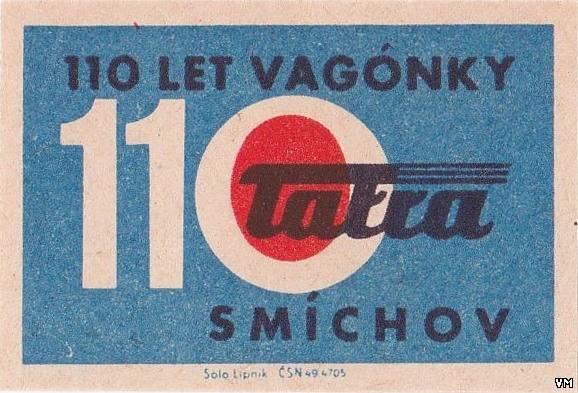 110 LET VAGÓNKY
110
Tatra
SMÍCHOV
Solo Lipník ČSN 49 4705
VM